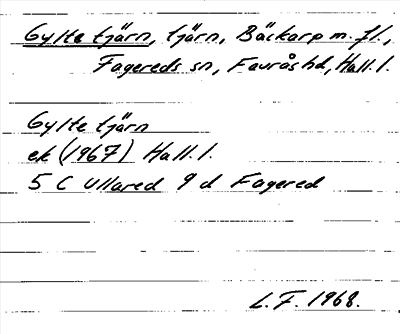 Gylte tjärn, tjärn, Bäckarp m. fl.,
Fagereds sn, Faurås hd, Hall. l.
Gylte tjärn
ek (1967) Hall. l.
5 C Ullared 9 d Fagered
L. F. 1968.